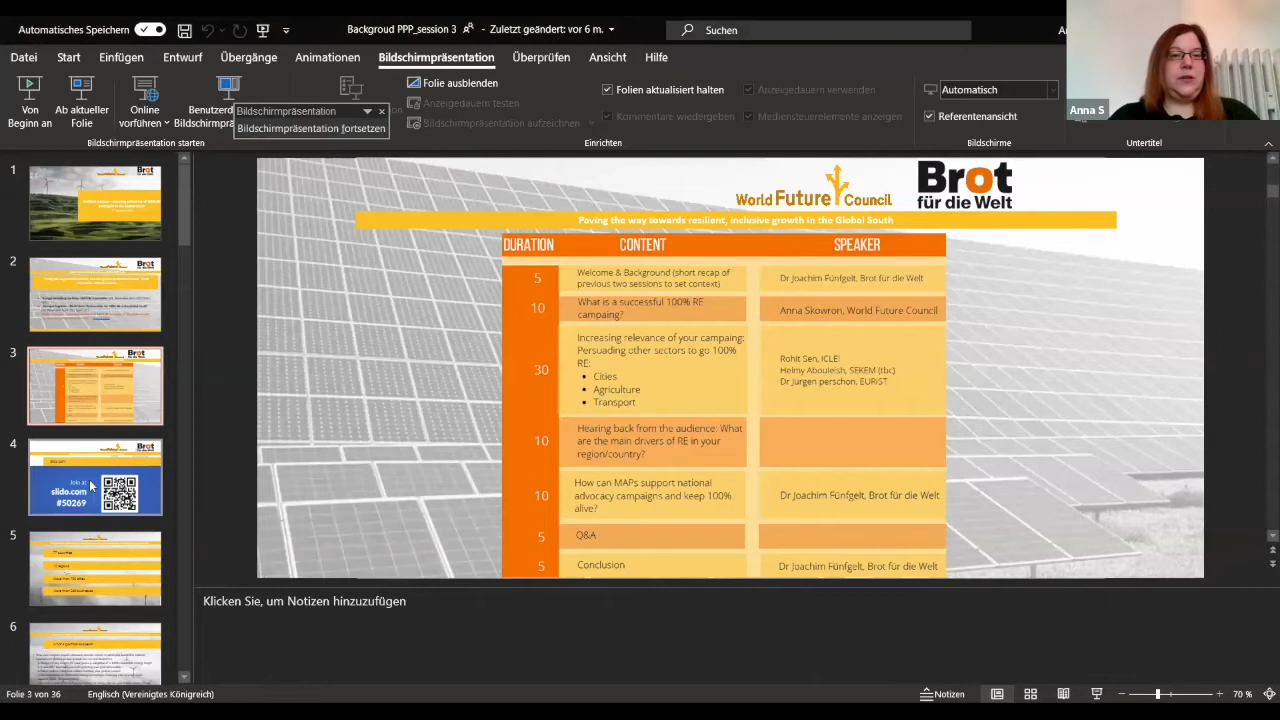 Automatisches Speichern
Backgroud PPP_session 3 - Zuletzt geändert: vor 6 m.
Suchen
Datei Start Einfügen Entwurf Übergänge Animationen Bildschirmpräsentation Überprüfen Ansicht Hilfe
Von Beginn an
Ab aktueller Folie
Online vorführen
Benutzerd
Bildschirmpräs
Bildschirmpräsentation
Bildschirmpräsentation fortsetzen
Folie ausblenden
Anzeigedauern testen
Bildschirmpräsentation aufzeichnen
Folien aktualisiert halten
Kommentare wiedergeben
Anzeigedauern verwenden
Mediensteuerelemente anzeigen
Automatisch
Referentenansicht
Anna S
Bildschirmpräsentation starten
Einrichten
Bildschirme
Untertitel
1
2
3
4
Join at
slido.com
#50269
5
6
World Future Council
Brot
für die Welt
Paving the way towards resilient, inclusive growth in the Global South
DURATION CONTENT SPEAKER
5
Welcome & Background (short recap of
previous two sessions to set context)
Dr Joachim Fünfgelt, Brot für die Welt
10
What is a successful 100% RE
campaing?
Anna Skowron, World Future Council
30
Increasing relevance of your campaing:
Persuading other sectors to go 100%
RE:
• Cities
• Agriculture
• Transport
Rohit Sen, ICLEI
Helmy Abouleish, SEKEM (tbc)
Dr Jürgen perschon, EURIST
10
Hearing back from the audience: What
are the main drivers of RE in your
region/country?
10
How can MAPs support national
advocacy campaigns and keep 100%
alive?
Dr Joachim Fünfgelt, Brot für die Welt
5
Q&A
5
Conclusion
Dr Joachim Fünfgelt, Brot für die Welt
Klicken Sie, um Notizen hinzuzufügen
Folie 3 von 36 Englisch (Vereinigtes Königreich)
Notizen
70 %